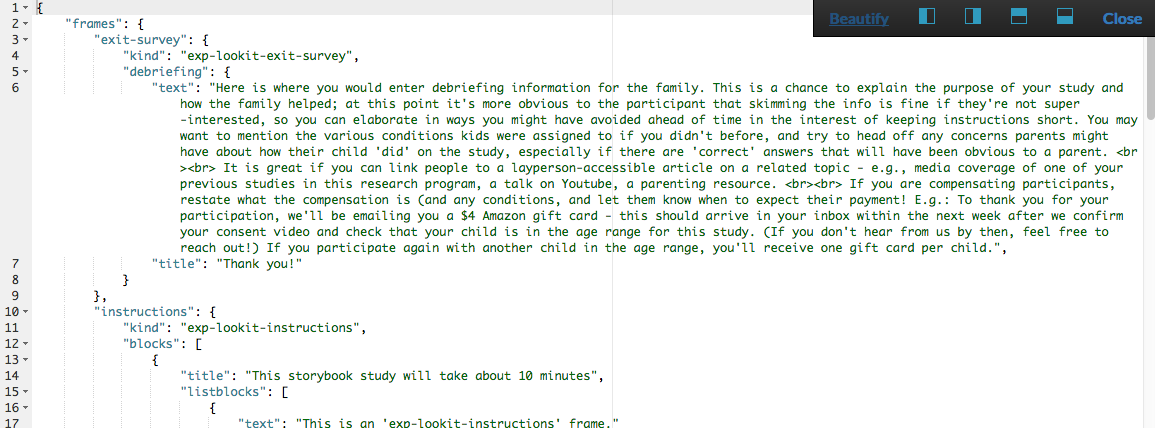 Beautify Close
1 {
2 "frames": {
3 "exit-survey": {
4 "kind": "exp-lookit-exit-survey",
5 "debriefing": {
6 "text": "Here is where you would enter debriefing information for the family. This is a chance to explain the purpose of your study and
how the family helped; at this point it's more obvious to the participant that skimming the info is fine if they're not super
-interested, so you can elaborate in ways you might have avoided ahead of time in the interest of keeping instructions short. You may
want to mention the various conditions kids were assigned to if you didn't before, and try to head off any concerns parents might
have about how their child 'did' on the study, especially if there are 'correct' answers that will have been obvious to a parent. <br
><br> It is great if you can link people to a layperson-accessible article on a related topic - e.g., media coverage of one of your
previous studies in this research program, a talk on Youtube, a parenting resource. <br><br> If you are compensating participants,
restate what the compensation is (and any conditions, and let them know when to expect their payment! E.g.: To thank you for your
participation, we'll be emailing you a $4 Amazon gift card - this should arrive in your inbox within the next week after we confirm
your consent video and check that your child is in the age range for this study. (If you don't hear from us by then, feel free to
reach out!) If you participate again with another child in the age range, you'll receive one gift card per child.",
7 "title": "Thank you!"
8 }
9 },
10 "instructions": {
11 "kind": "exp-lookit-instructions",
12 "blocks": [
13 {
14 "title": "This storybook study will take about 10 minutes",
15 "listblocks": [
16 {
17 "text": "This is an 'exp-lookit-instructions' frame."